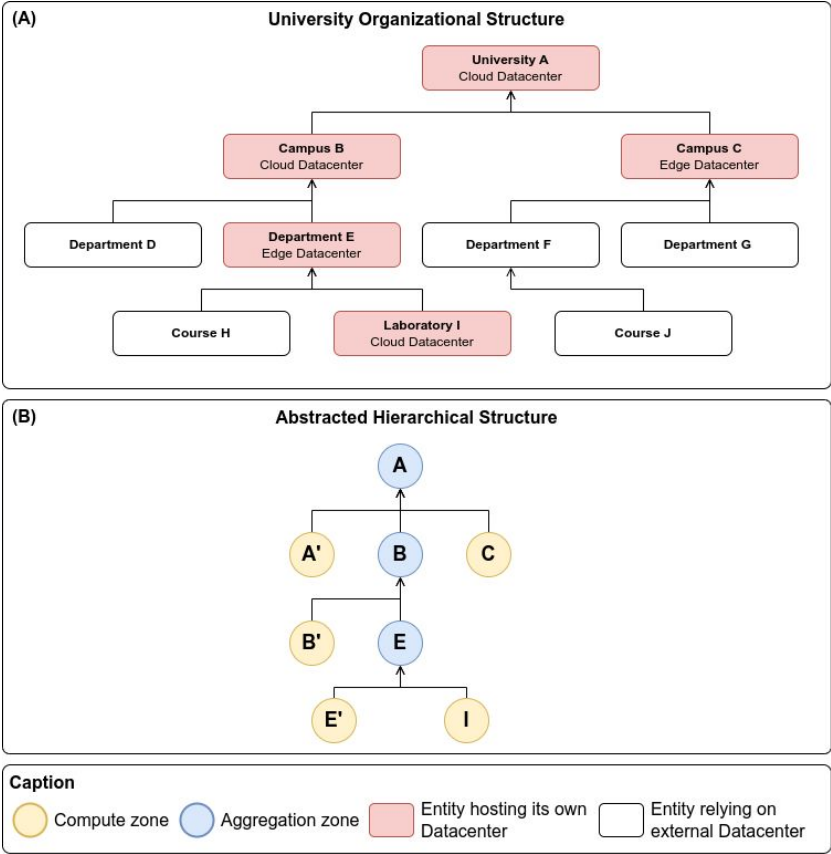 (A)
University Organizational Structure
University A
Cloud Datacenter
Campus B
Cloud Datacenter
Campus C
Edge Datacenter
Department D
Department E
Edge Datacenter
Department F
Department G
Course H
Laboratory I
Cloud Datacenter
Course J
(B)
Abstracted Hierarchical Structure
A
A'
B
C
B'
E
E'
I
Caption
Compute zone
Aggregation zone
Entity hosting its own
Datacenter
Entity relying on
external Datacenter